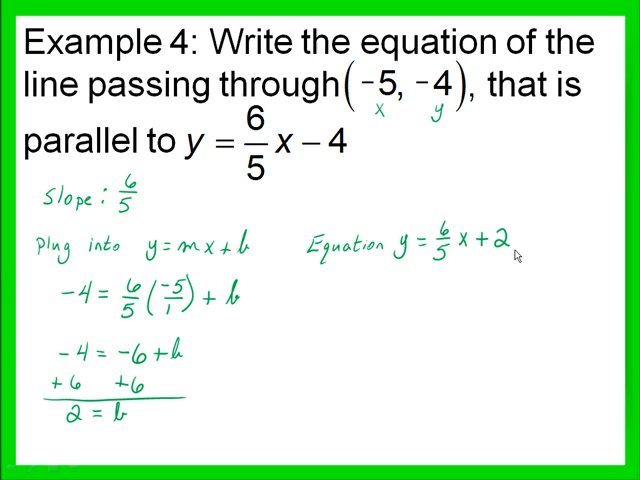 Example 4: Write the equation of the
line passing through (−5, −4), that is
x y
parallel to y = 6/5 x − 4
Slope: 6/5
Plug into y = mx + b
Equation y = 6/5 x + 2
−4 = 6/5 (−5/1) + b
−4 = −6 + b
+6 +6
2 = b